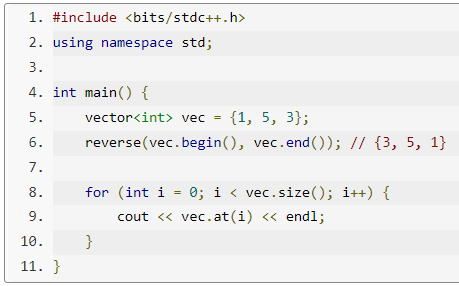 1. #include <bits/stdc++.h>
2. using namespace std;
3.
4. int main() {
5.     vector<int> vec = {1, 5, 3};
6.     reverse(vec.begin(), vec.end()); // {3, 5, 1}
7.
8.     for (int i = 0; i < vec.size(); i++) {
9.         cout << vec.at(i) << endl;
10.     }
11. }